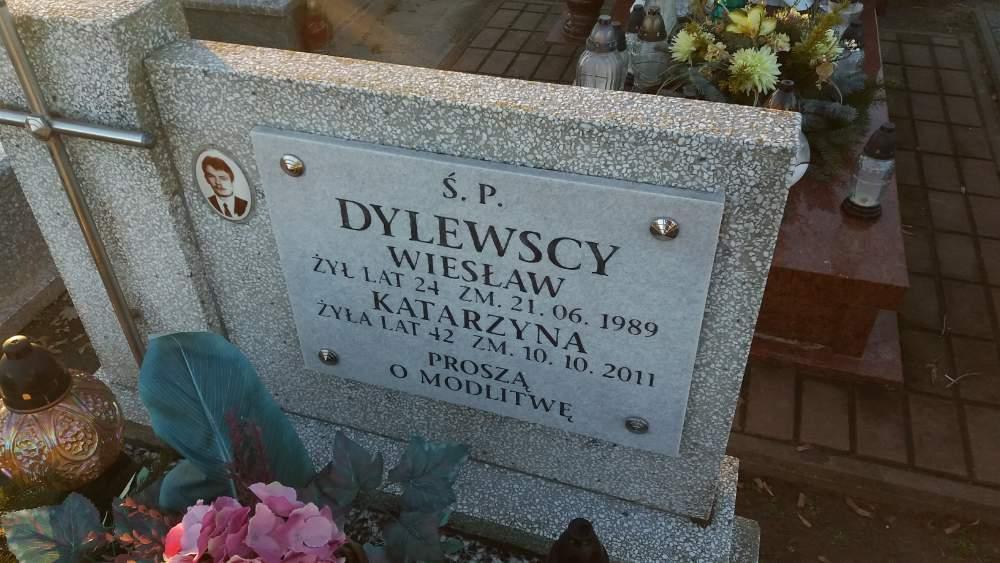 Ś. P.
DYLEWSCY
WIESŁAW
ŻYŁ LAT 24 ZM. 21. 06. 1989
KATARZYNA
ŻYŁA LAT 42 ZM. 10. 10. 2011
PROSZĄ
O MODLITWĘ